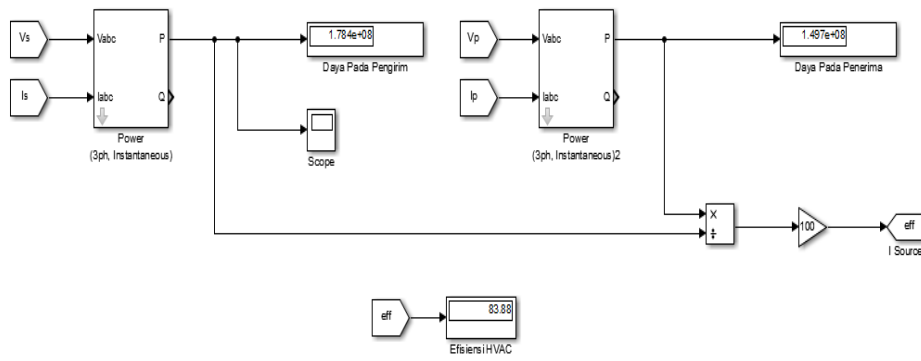 Vs
Is
Vabc
Iabc
P
Q
Power
(3ph, Instantaneous)
1.784e+08
Daya Pada Pengirim
Scope
Vp
Ip
Vabc
Iabc
P
Q
Power
(3ph, Instantaneous)2
1.497e+08
Daya Pada Penerima
×
÷
100
eff
I Source
eff
83.88
Efisiensi HVAC